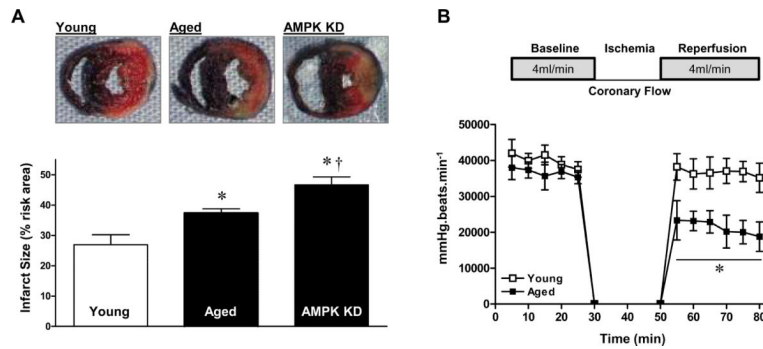 A
Young Aged AMPK KD
Infarct Size (% risk area)
50
40
30
20
10
0
*
*†
Young Aged AMPK KD
B
Baseline Ischemia Reperfusion
4ml/min 4ml/min
Coronary Flow
mmHg.beats.min-1
50000
40000
30000
20000
10000
0
Young
Aged
*
0 10 20 30 40 50 60 70 80
Time (min)